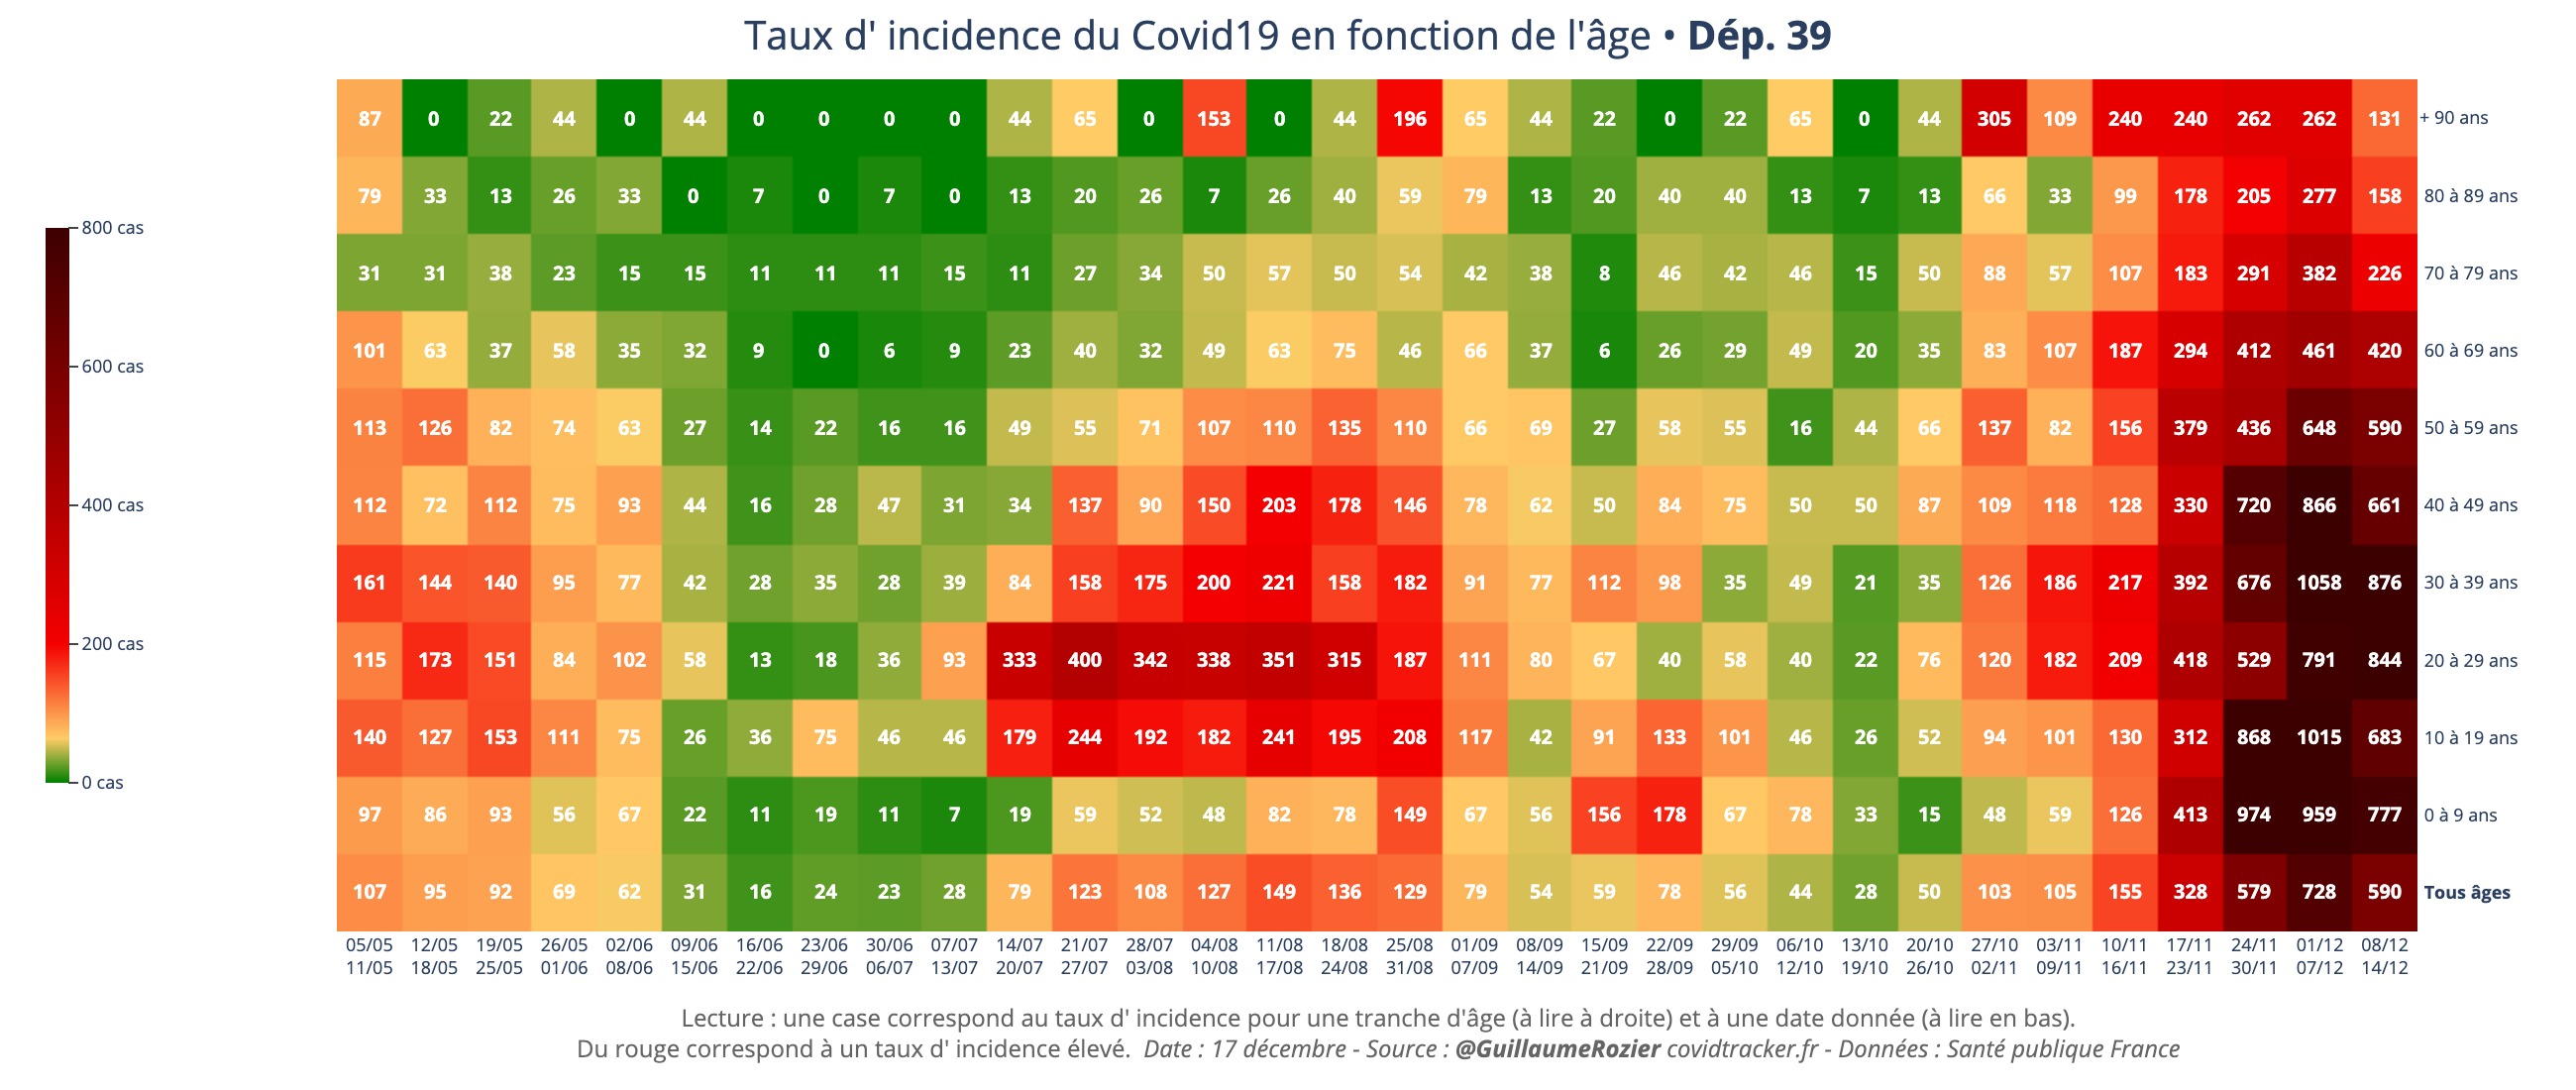 Taux d' incidence du Covid19 en fonction de l'âge • Dép. 39
87 0 22 44 0 44 0 0 0 0 44 65 0 153 0 44 196 65 44 22 0 22 65 0 44 305 109 240 240 262 262 131 + 90 ans
79 33 13 26 33 0 7 0 7 0 13 20 26 7 26 40 59 79 13 20 40 40 13 7 13 66 33 99 178 205 277 158 80 à 89 ans
800 cas
31 31 38 23 15 15 11 11 11 15 11 27 34 50 57 50 54 42 38 8 46 42 46 15 50 88 57 107 183 291 382 226 70 à 79 ans
101 63 37 58 35 32 9 0 6 9 23 40 32 49 63 75 46 66 37 6 26 29 49 20 35 83 107 187 294 412 461 420 60 à 69 ans
600 cas
113 126 82 74 63 27 14 22 16 16 49 55 71 107 110 135 110 66 69 27 58 55 16 44 66 137 82 156 379 436 648 590 50 à 59 ans
112 72 112 75 93 44 16 28 47 31 34 137 90 150 203 178 146 78 62 50 84 75 50 50 87 109 118 128 330 720 866 661 40 à 49 ans
400 cas
161 144 140 95 77 42 28 35 28 39 84 158 175 200 221 158 182 91 77 112 98 35 49 21 35 126 186 217 392 676 1058 876 30 à 39 ans
200 cas
115 173 151 84 102 58 13 18 36 93 333 400 342 338 351 315 187 111 80 67 40 58 40 22 76 120 182 209 418 529 791 844 20 à 29 ans
140 127 153 111 75 26 36 75 46 46 179 244 192 182 241 195 208 117 42 91 133 101 46 26 52 94 101 130 312 868 1015 683 10 à 19 ans
0 cas
97 86 93 56 67 22 11 19 11 7 19 59 52 48 82 78 149 67 56 156 178 67 78 33 15 48 59 126 413 974 959 777 0 à 9 ans
107 95 92 69 62 31 16 24 23 28 79 123 108 127 149 136 129 79 54 59 78 56 44 28 50 103 105 155 328 579 728 590 Tous âges
05/05 12/05 19/05 26/05 02/06 09/06 16/06 23/06 30/06 07/07 14/07 21/07 28/07 04/08 11/08 18/08 25/08 01/09 08/09 15/09 22/09 29/09 06/10 13/10 20/10 27/10 03/11 10/11 17/11 24/11 01/12 08/12
11/05 18/05 25/05 01/06 08/06 15/06 22/06 29/06 06/07 13/07 20/07 27/07 03/08 10/08 17/08 24/08 31/08 07/09 14/09 21/09 28/09 05/10 12/10 19/10 26/10 02/11 09/11 16/11 23/11 30/11 07/12 14/12
Lecture : une case correspond au taux d' incidence pour une tranche d'âge (à lire à droite) et à une date donnée (à lire en bas).
Du rouge correspond à un taux d' incidence élevé. Date : 17 décembre - Source : @GuillaumeRozier covidtracker.fr - Données : Santé publique France